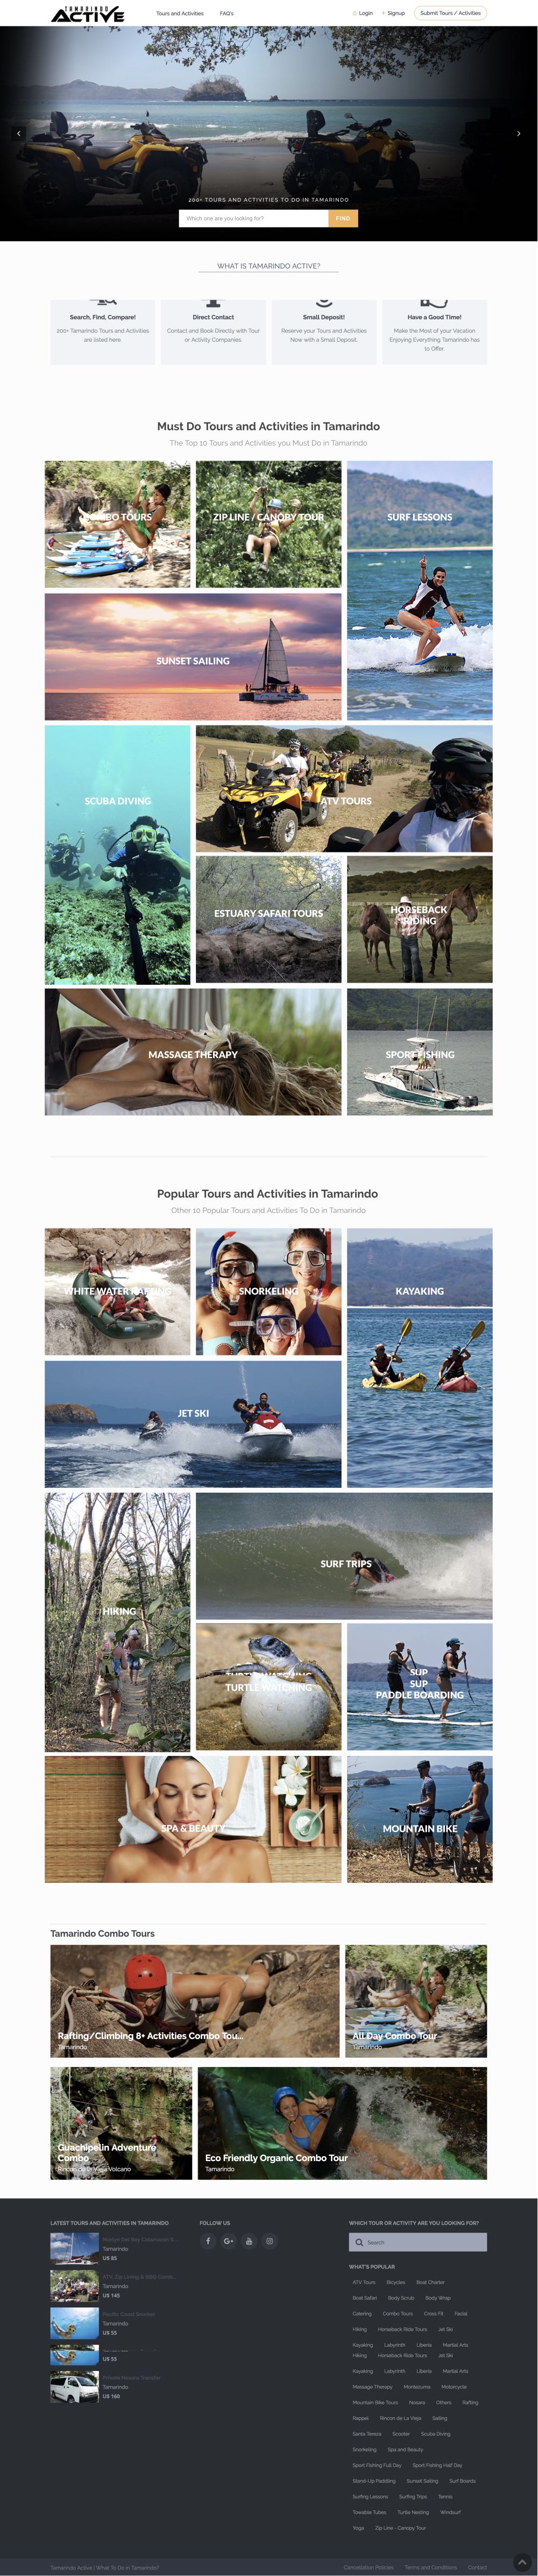 TAMARINDO
ACTIVE
Tours and Activities
FAQ's
Login
Signup
Submit Tours / Activities
200+ TOURS AND ACTIVITIES TO DO IN TAMARINDO
Which one are you looking for?
FIND
WHAT IS TAMARINDO ACTIVE?
Search, Find, Compare!
200+ Tamarindo Tours and Activities
are listed here.
Direct Contact
Contact and Book Directly with Tour
or Activity Companies.
Small Deposit!
Reserve your Tours and Activities
Now with a Small Deposit.
Have a Good Time!
Make the Most of your Vacation
Enjoying Everything Tamarindo has
to Offer.
Must Do Tours and Activities in Tamarindo
The Top 10 Tours and Activities you Must Do in Tamarindo
COMBO TOURS
ZIP LINE / CANOPY TOUR
SURF LESSONS
SUNSET SAILING
SCUBA DIVING
ATV TOURS
ESTUARY SAFARI TOURS
HORSEBACK
RIDING
MASSAGE THERAPY
SPORT FISHING
Popular Tours and Activities in Tamarindo
Other 10 Popular Tours and Activities To Do in Tamarindo
WHITE WATER RAFTING
SNORKELING
KAYAKING
JET SKI
HIKING
SURF TRIPS
TURTLE WATCHING
TURTLE WATCHING
SUP
SUP
PADDLE BOARDING
SPA & BEAUTY
MOUNTAIN BIKE
Tamarindo Combo Tours
Rafting/Climbing 8+ Activities Combo Tou...
Tamarindo
All Day Combo Tour
Tamarindo
Guachipelin Adventure
Combo
Rincon de la Vieja Volcano
Eco Friendly Organic Combo Tour
Tamarindo
LATEST TOURS AND ACTIVITIES IN TAMARINDO
Tamarindo
U$ 85
Tamarindo
U$ 145
Tamarindo
U$ 55
U$ 55
Tamarindo
U$ 160
FOLLOW US
WHICH TOUR OR ACTIVITY ARE YOU LOOKING FOR?
Search
WHAT'S POPULAR
ATV Tours Bicycles Boat Charter
Boat Safari Body Scrub Body Wrap
Catering Combo Tours Cross Fit Facial
Hiking Horseback Ride Tours Jet Ski
Kayaking Labyrinth Liberia Martial Arts
Hiking Horseback Ride Tours Jet Ski
Kayaking Labyrinth Liberia Martial Arts
Massage Therapy Montezuma Motorcycle
Mountain Bike Tours Nosara Others Rafting
Rappel Rincon de La Vieja Sailing
Santa Teresa Scooter Scuba Diving
Snorkeling Spa and Beauty
Sport Fishing Full Day Sport Fishing Half Day
Stand Up Paddling Sunset Sailing Surf Boards
Surfing Lessons Surfing Trips Tennis
Towable Tubes Turtle Nesting Windsurf
Yoga Zip Line - Canopy Tour
Tamarindo Active | What To Do in Tamarindo?
Cancellation Policies Terms and Conditions Contact